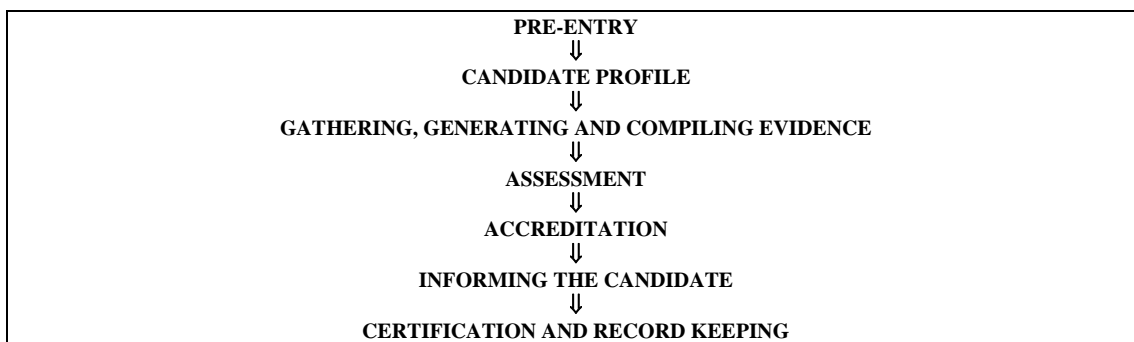 PRE-ENTRY
⇓
CANDIDATE PROFILE
⇓
GATHERING, GENERATING AND COMPILING EVIDENCE
⇓
ASSESSMENT
⇓
ACCREDITATION
⇓
INFORMING THE CANDIDATE
⇓
CERTIFICATION AND RECORD KEEPING